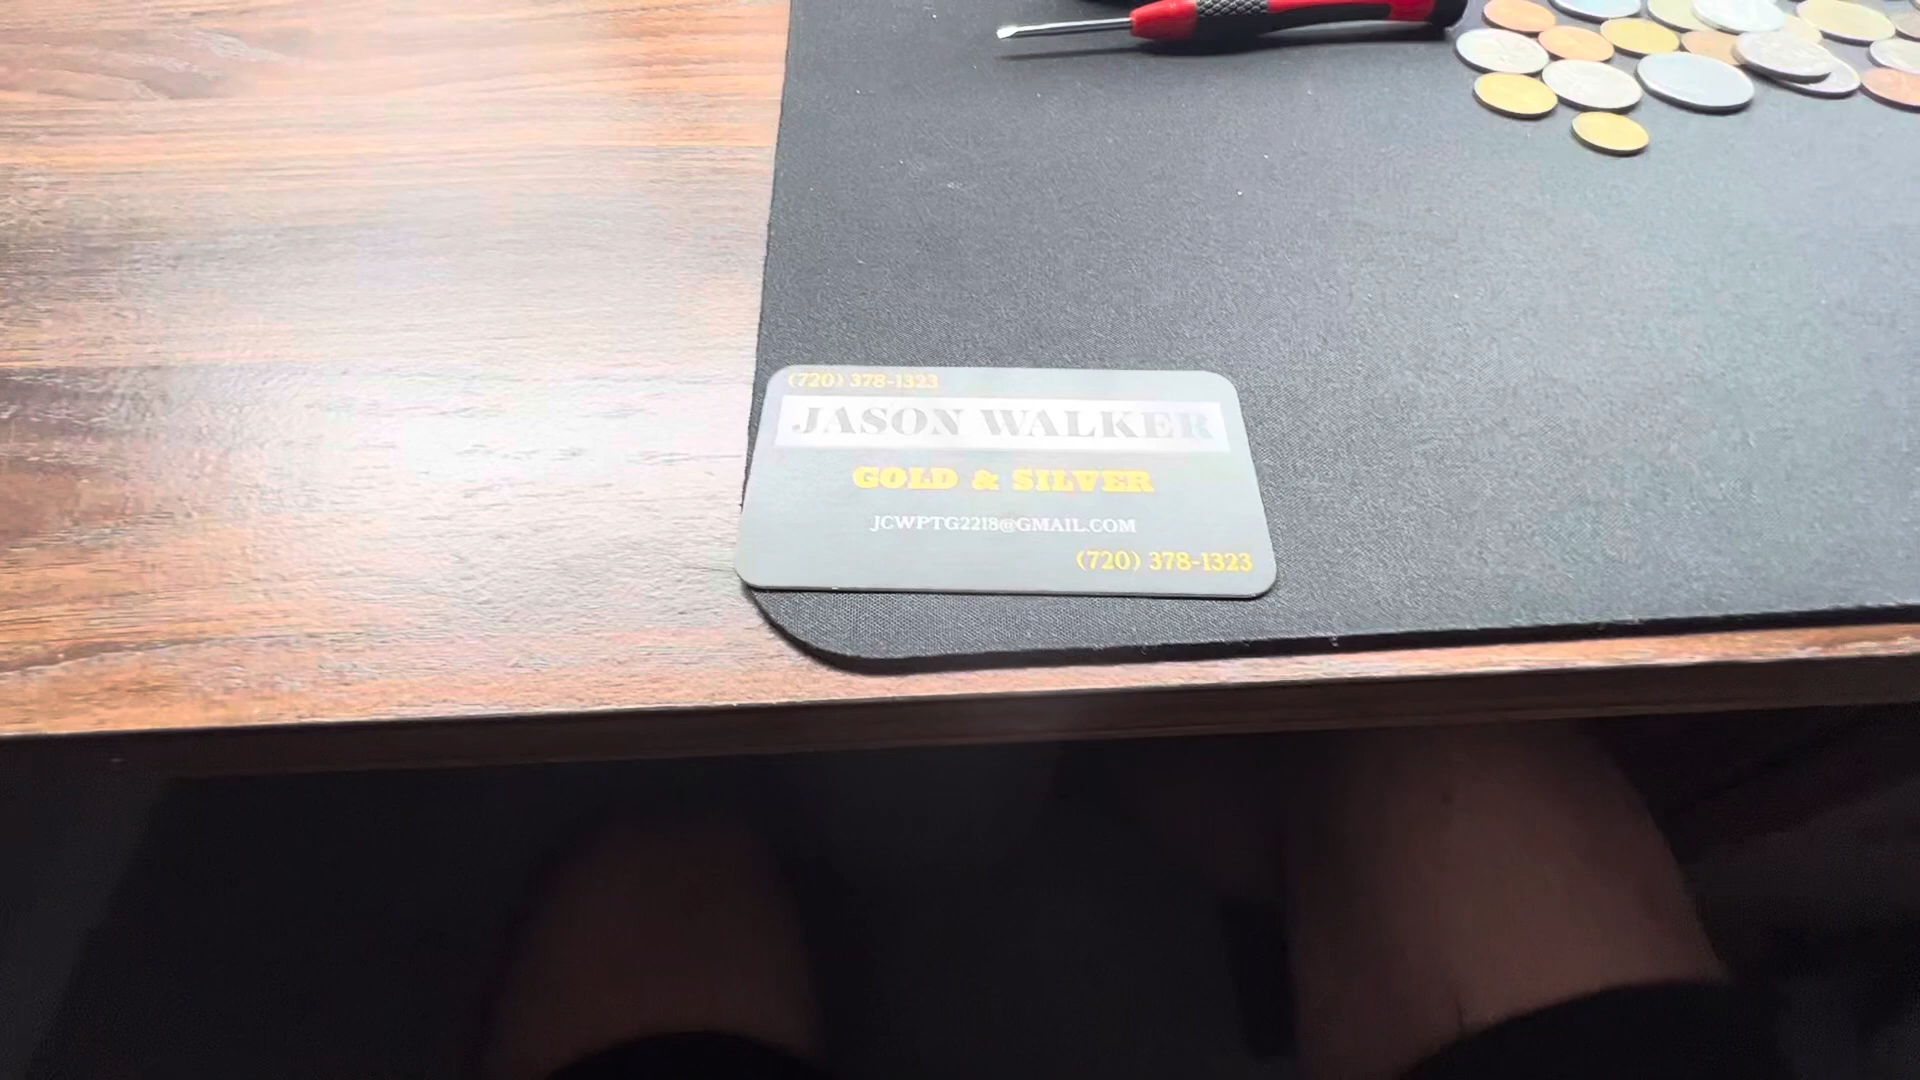 (720) 378-1323
JASON WALKER
GOLD & SILVER
JCWPTG2218@GMAIL.COM
(720) 378-1323